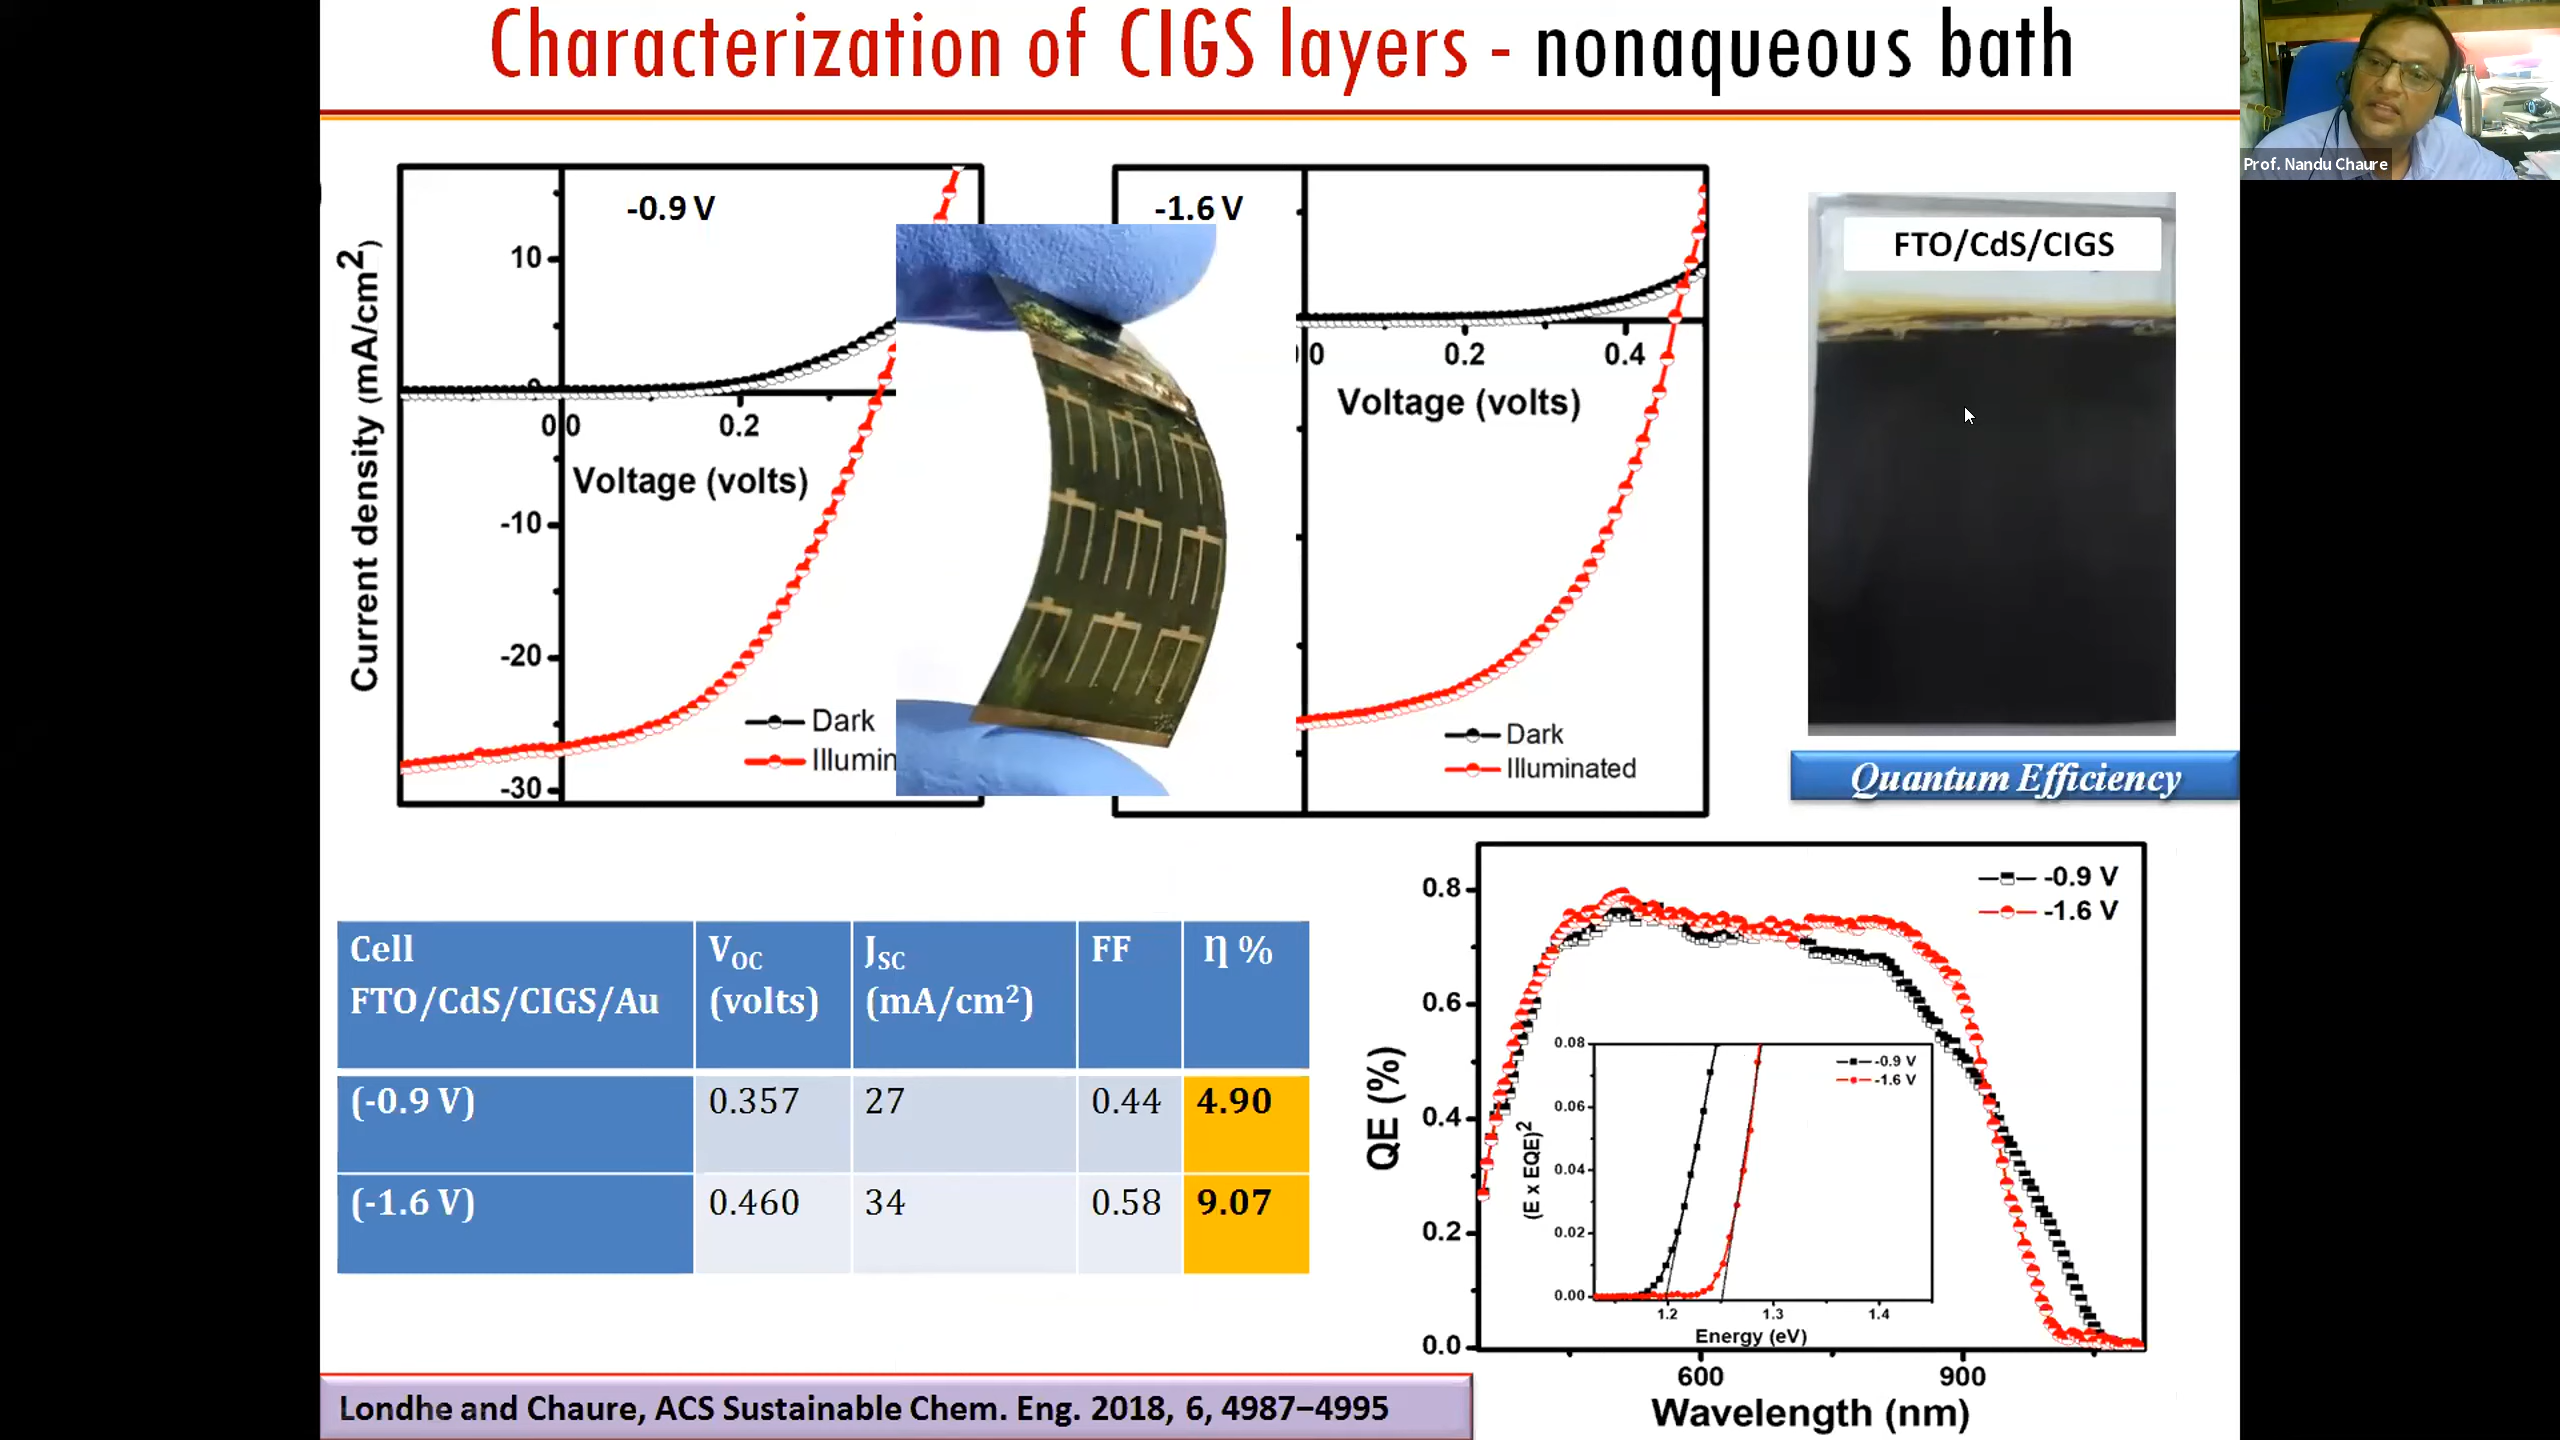 Characterization of CIGS layers - nonaqueous bath
Prof. Nandu Chaure
-0.9 V
Current density (mA/cm²)
10
0
-10
-20
-30
0.0
0.2
Voltage (volts)
Dark
Illumin
-1.6 V
0.2
0.4
Voltage (volts)
Dark
Illuminated
FTO/CdS/CIGS
Quantum Efficiency
Cell
FTO/CdS/CIGS/Au
V_OC
(volts)
J_SC
(mA/cm²)
FF
η %
(-0.9 V) 0.357 27 0.44 4.90
(-1.6 V) 0.460 34 0.58 9.07
QE (%)
0.8
0.6
0.4
0.2
0.0
600
900
Wavelength (nm)
-0.9 V
-1.6 V
(E x EQE)²
0.08
0.06
0.04
0.02
0.00
1.2
1.3
1.4
Energy (eV)
-0.9 V
-1.6 V
Londhe and Chaure, ACS Sustainable Chem. Eng. 2018, 6, 4987−4995